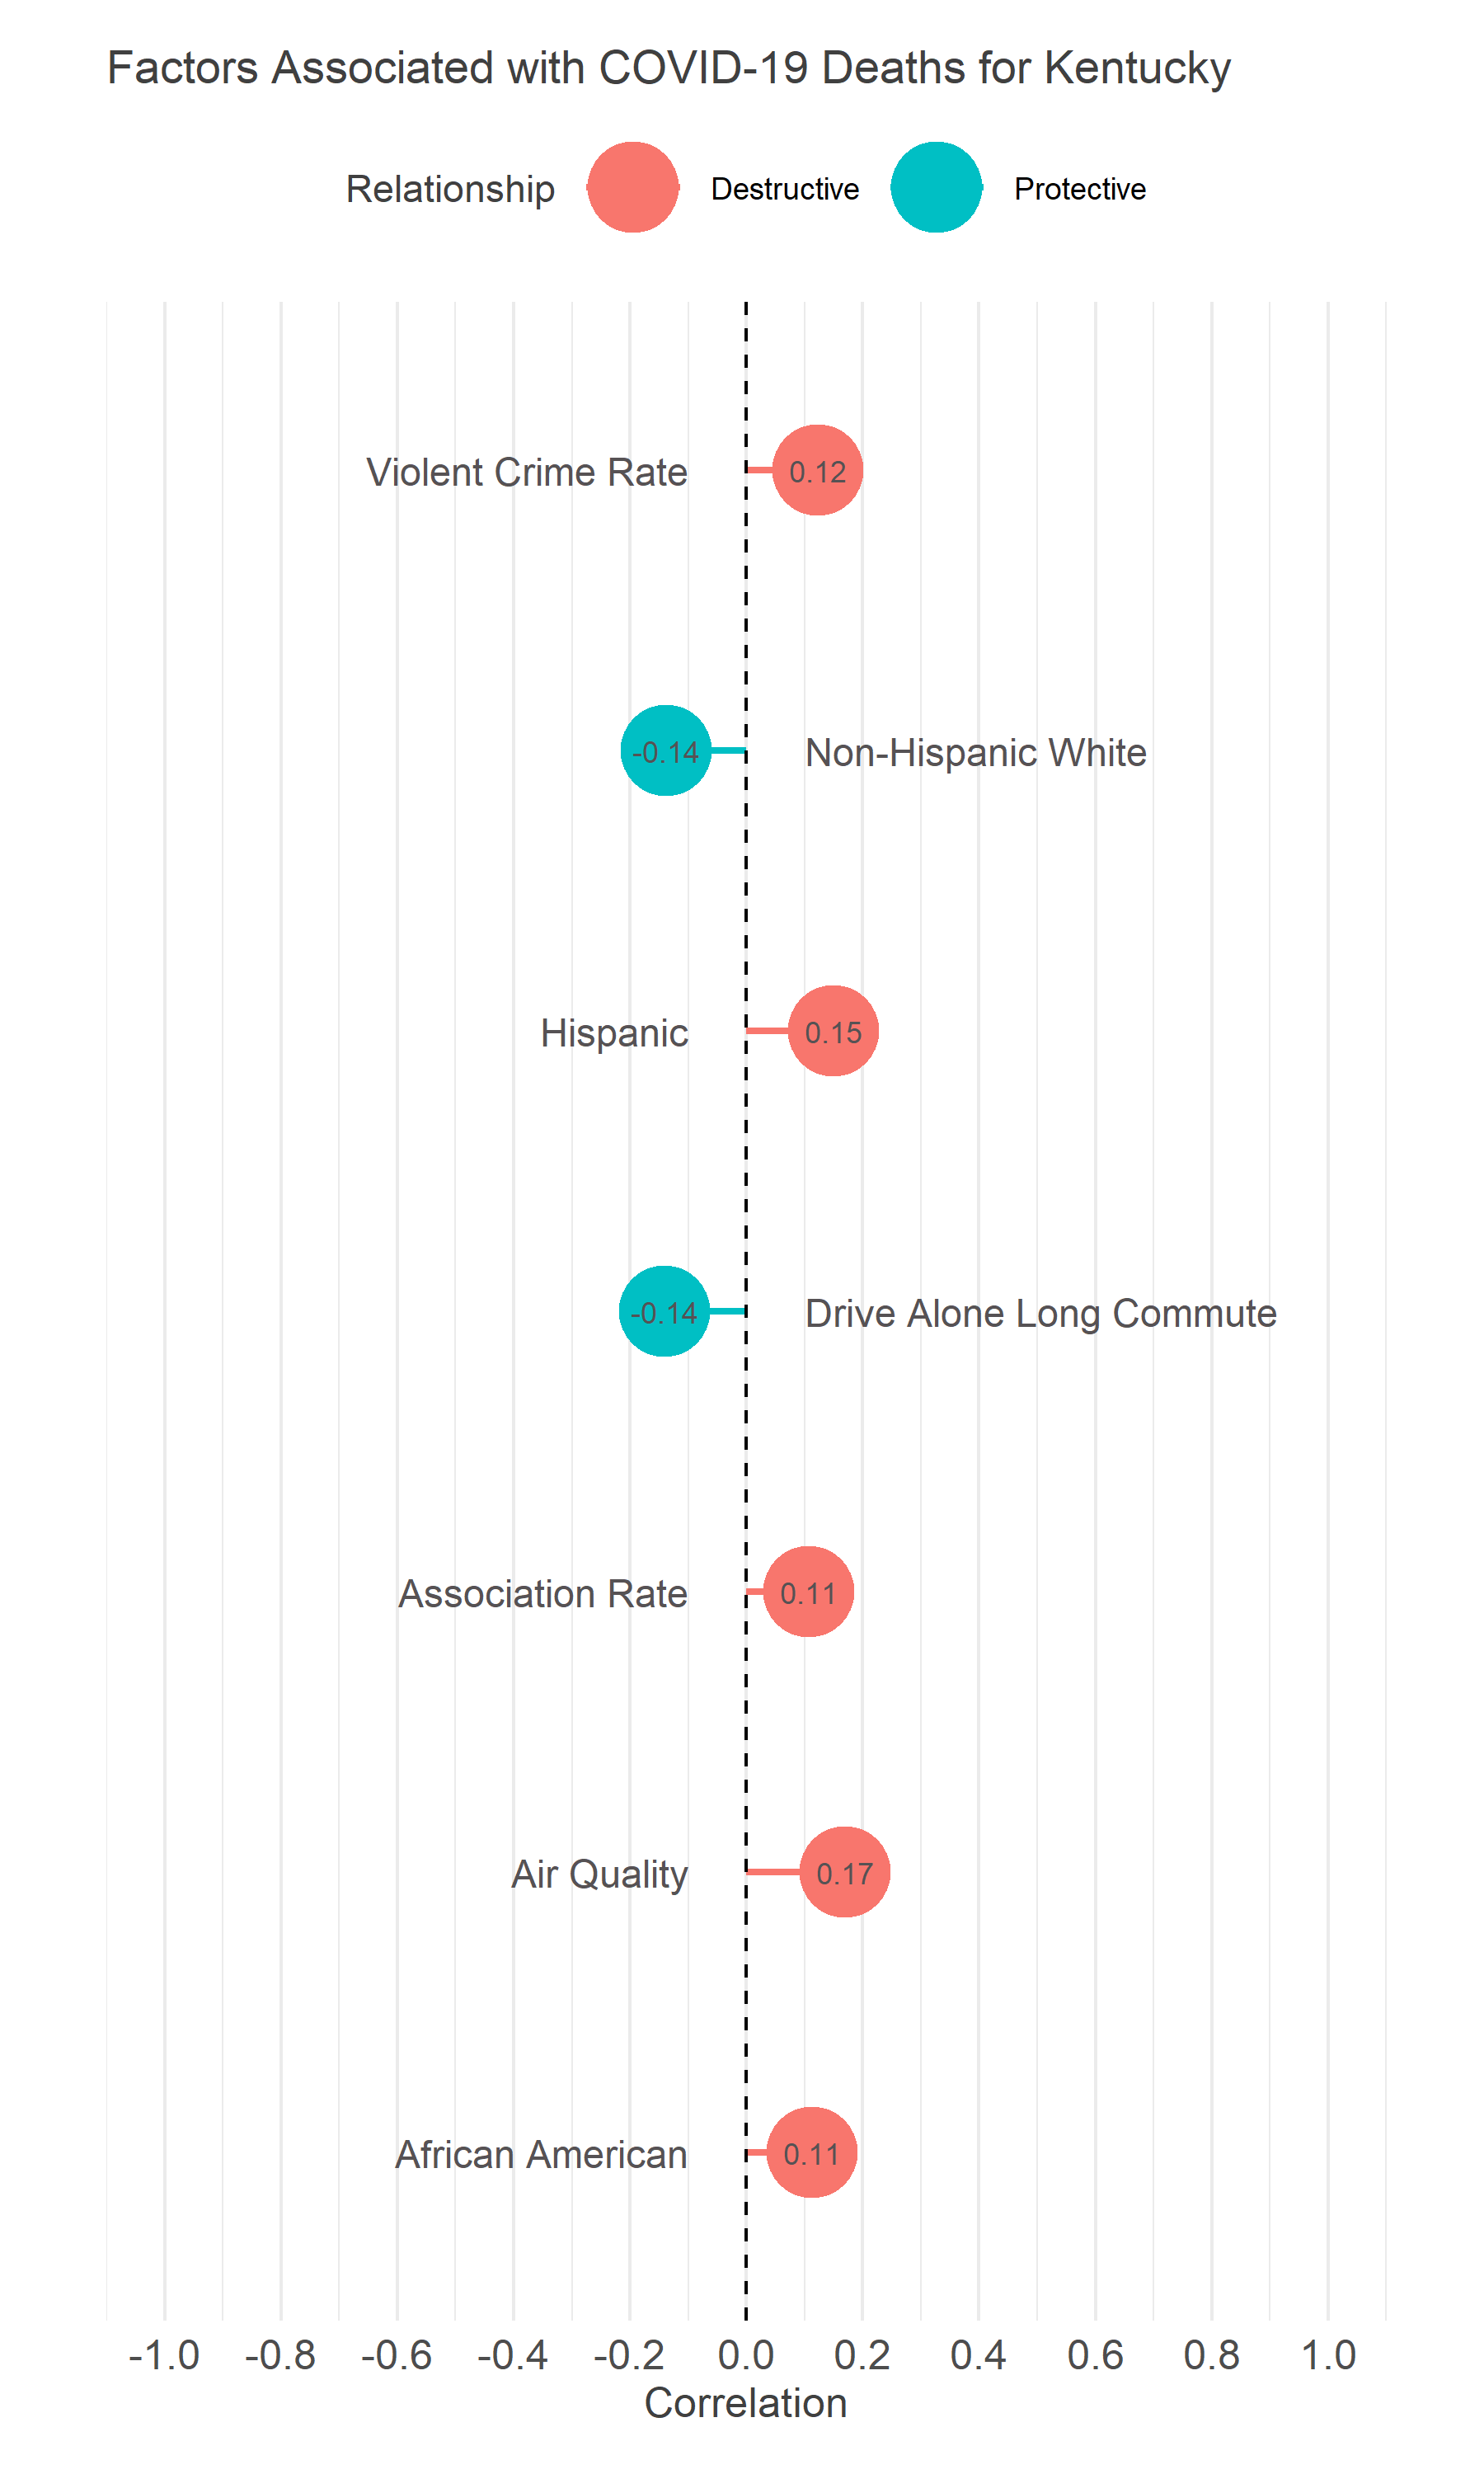 Factors Associated with COVID-19 Deaths for Kentucky
Relationship Destructive Protective
Violent Crime Rate 0.12
-0.14 Non-Hispanic White
Hispanic 0.15
-0.14 Drive Alone Long Commute
Association Rate 0.11
Air Quality 0.17
African American 0.11
-1.0 -0.8 -0.6 -0.4 -0.2 0.0 0.2 0.4 0.6 0.8 1.0
Correlation